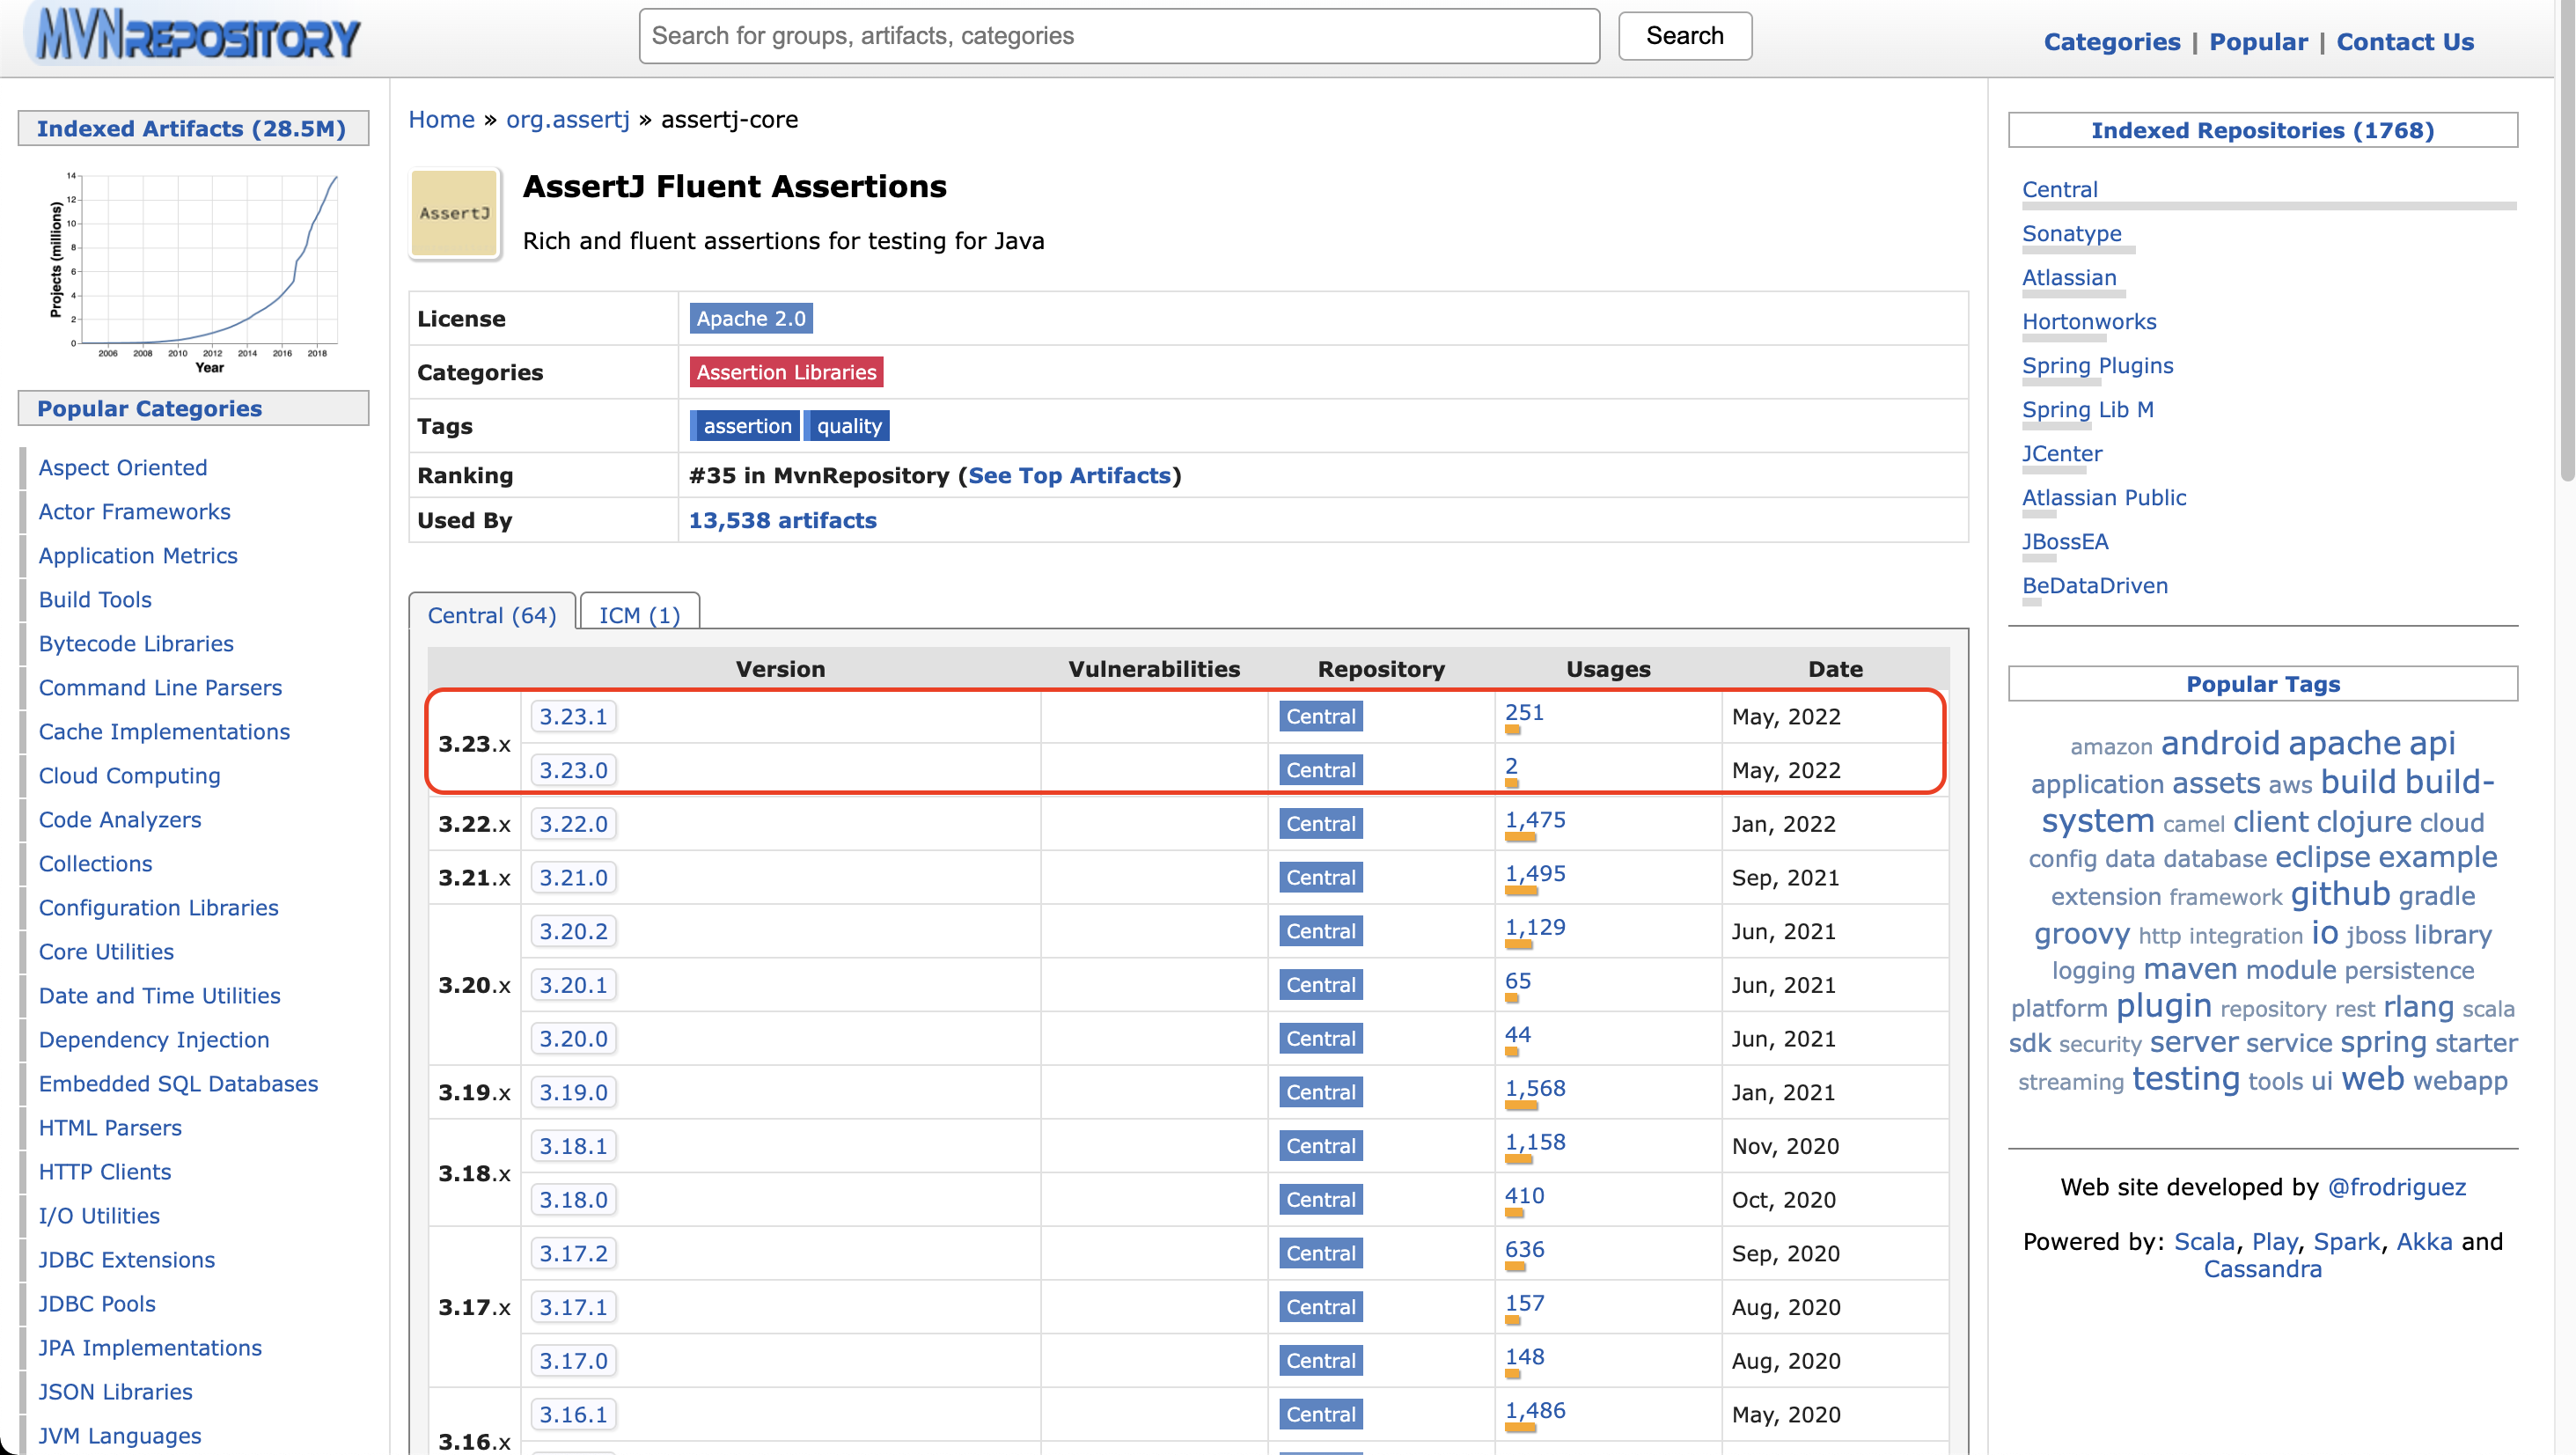 MVNREPOSITORY
Search for groups, artifacts, categories
Search
Categories | Popular | Contact Us
Indexed Artifacts (28.5M)
Projects (millions)
14
12
10
8
6
4
2
0
2006 2008 2010 2012 2014 2016 2018
Year
Popular Categories
Aspect Oriented
Actor Frameworks
Application Metrics
Build Tools
Bytecode Libraries
Command Line Parsers
Cache Implementations
Cloud Computing
Code Analyzers
Collections
Configuration Libraries
Core Utilities
Date and Time Utilities
Dependency Injection
Embedded SQL Databases
HTML Parsers
HTTP Clients
I/O Utilities
JDBC Extensions
JDBC Pools
JPA Implementations
JSON Libraries
JVM Languages
Home » org.assertj » assertj-core
AssertJ
AssertJ Fluent Assertions
Rich and fluent assertions for testing for Java
License Apache 2.0
Categories Assertion Libraries
Tags assertion quality
Ranking #35 in MvnRepository (See Top Artifacts)
Used By 13,538 artifacts
Central (64) ICM (1)
Version Vulnerabilities Repository Usages Date
3.23.x
3.23.1 Central 251 May, 2022
3.23.0 Central 2 May, 2022
3.22.x 3.22.0 Central 1,475 Jan, 2022
3.21.x 3.21.0 Central 1,495 Sep, 2021
3.20.x
3.20.2 Central 1,129 Jun, 2021
3.20.1 Central 65 Jun, 2021
3.20.0 Central 44 Jun, 2021
3.19.x 3.19.0 Central 1,568 Jan, 2021
3.18.x
3.18.1 Central 1,158 Nov, 2020
3.18.0 Central 410 Oct, 2020
3.17.x
3.17.2 Central 636 Sep, 2020
3.17.1 Central 157 Aug, 2020
3.17.0 Central 148 Aug, 2020
3.16.x
3.16.1 Central 1,486 May, 2020
Indexed Repositories (1768)
Central
Sonatype
Atlassian
Hortonworks
Spring Plugins
Spring Lib M
JCenter
Atlassian Public
JBossEA
BeDataDriven
Popular Tags
amazon android apache api
application assets aws build build-
system camel client clojure cloud
config data database eclipse example
extension framework github gradle
groovy http integration io jboss library
logging maven module persistence
platform plugin repository rest rlang scala
sdk security server service spring starter
streaming testing tools ui web webapp
Web site developed by @frodriguez
Powered by: Scala, Play, Spark, Akka and
Cassandra